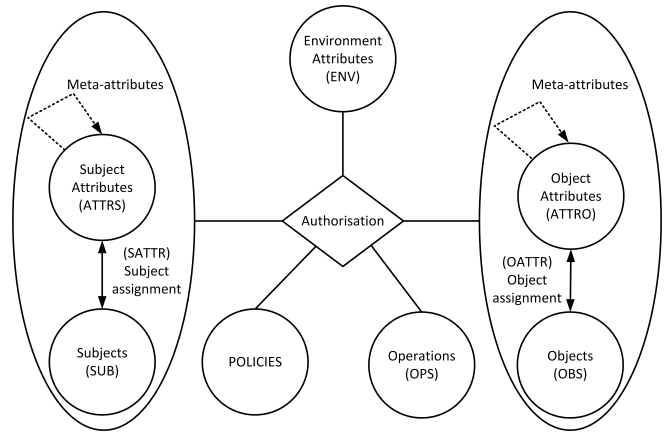 Environment
Attributes
(ENV)
Meta-attributes
Meta-attributes
Subject
Attributes
(ATTRS)
Object
Attributes
(ATTRO)
Authorisation
(SATTR)
Subject
assignment
(OATTR)
Object
assignment
Subjects
(SUB)
POLICIES
Operations
(OPS)
Objects
(OBS)